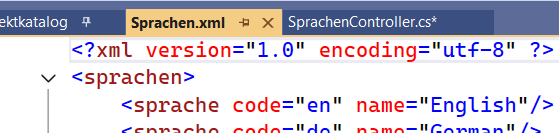 ektkatalog Sprachen.xml SprachenController.cs*
<?xml version="1.0" encoding="utf-8" ?>
<sprachen>
<sprache code="en" name="English"/>
<sprache code="de" name="German"/>